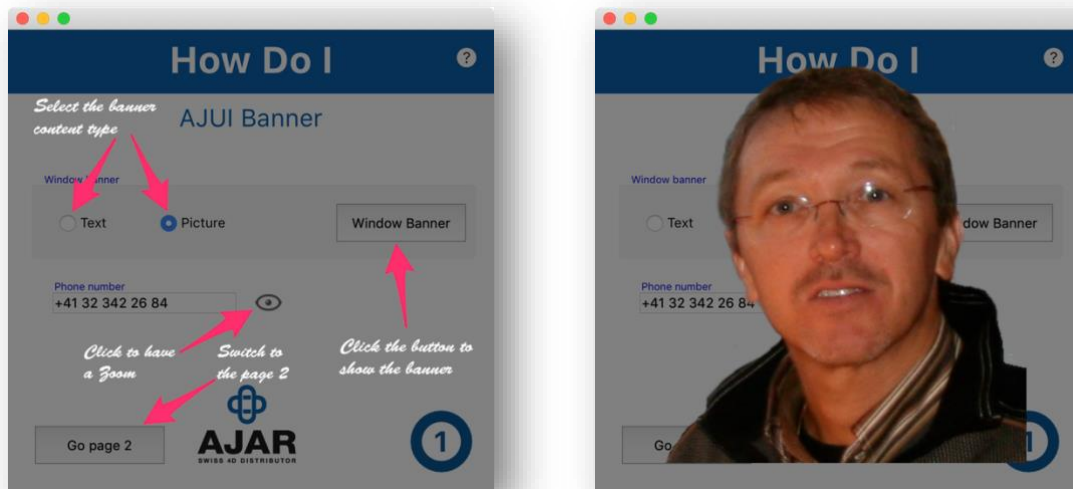 How Do I
?
Select the banner
content type
AJUI Banner
Window banner
Text
Picture
Window Banner
Phone number
+41 32 342 26 84
Click to have
a Zoom
Switch to
the page 2
Click the button to
show the banner
Go page 2
AJAR
SWISS 4D DISTRIBUTOR
1
How Do I
?
Window banner
Text
dow Banner
Phone number
+41 32 342 26 84
Go
1